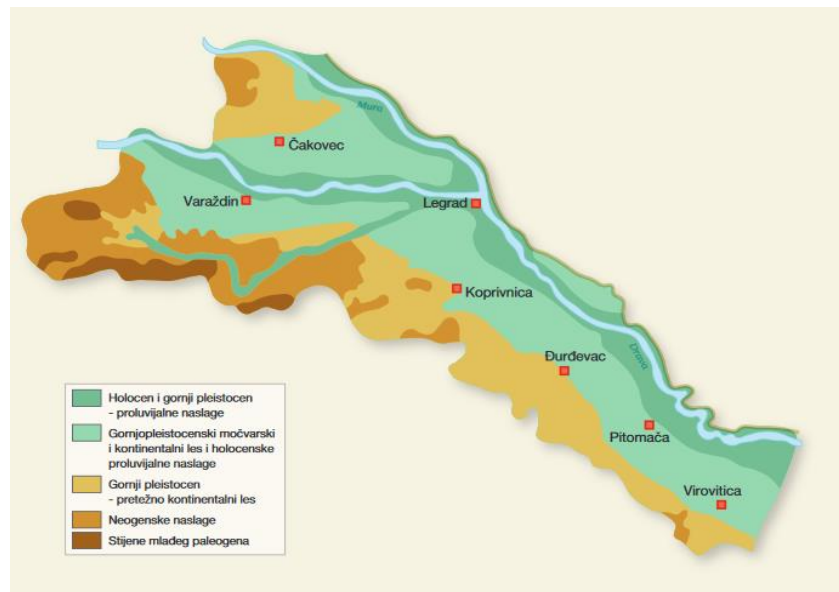 Mura
Čakovec
Varaždin
Legrad
Koprivnica
Đurđevac
Drava
Pitomača
Virovitica
Holocen i gornji pleistocen
- proluvijalne naslage
Gornjopleistocenski močvarski
i kontinentalni les i holocenske
proluvijalne naslage
Gornji pleistocen
- pretežno kontinentalni les
Neogenske naslage
Stijene mlađeg paleogena